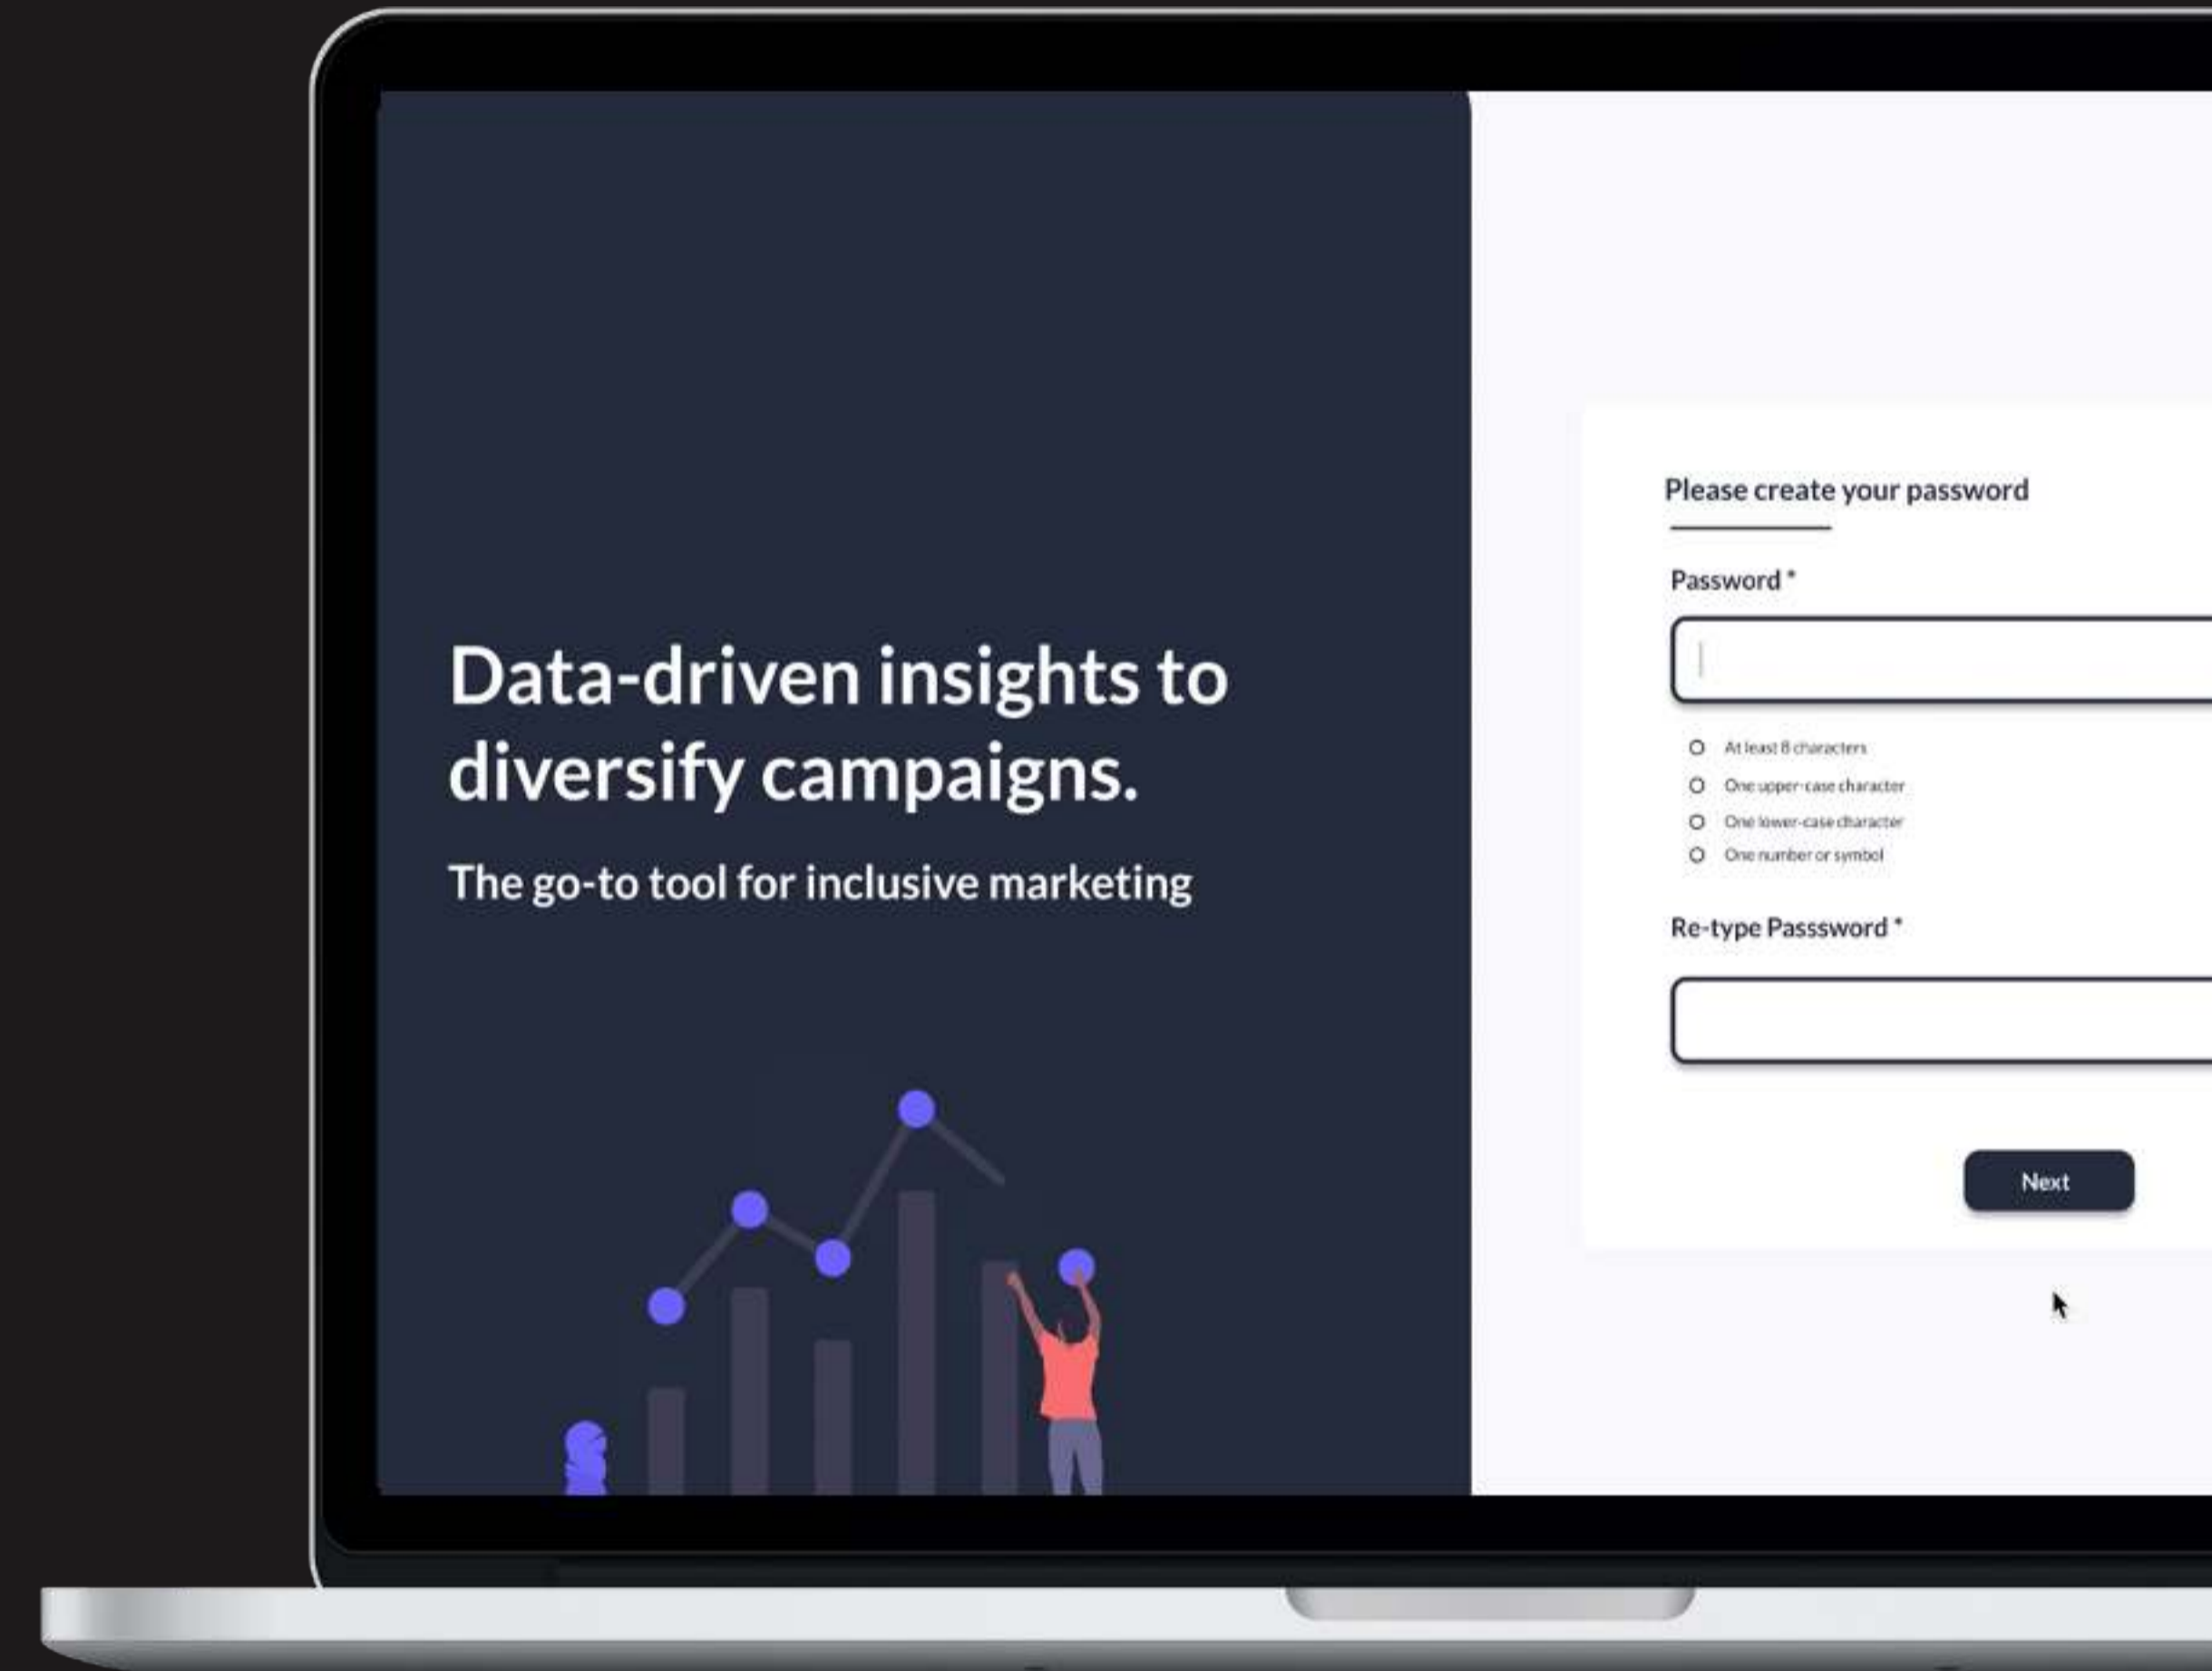 Data-driven insights to
diversify campaigns.
The go-to tool for inclusive marketing
Please create your password
Password *
At least 8 characters
One upper-case character
One lower-case character
One number or symbol
Re-type Passsword *
Next